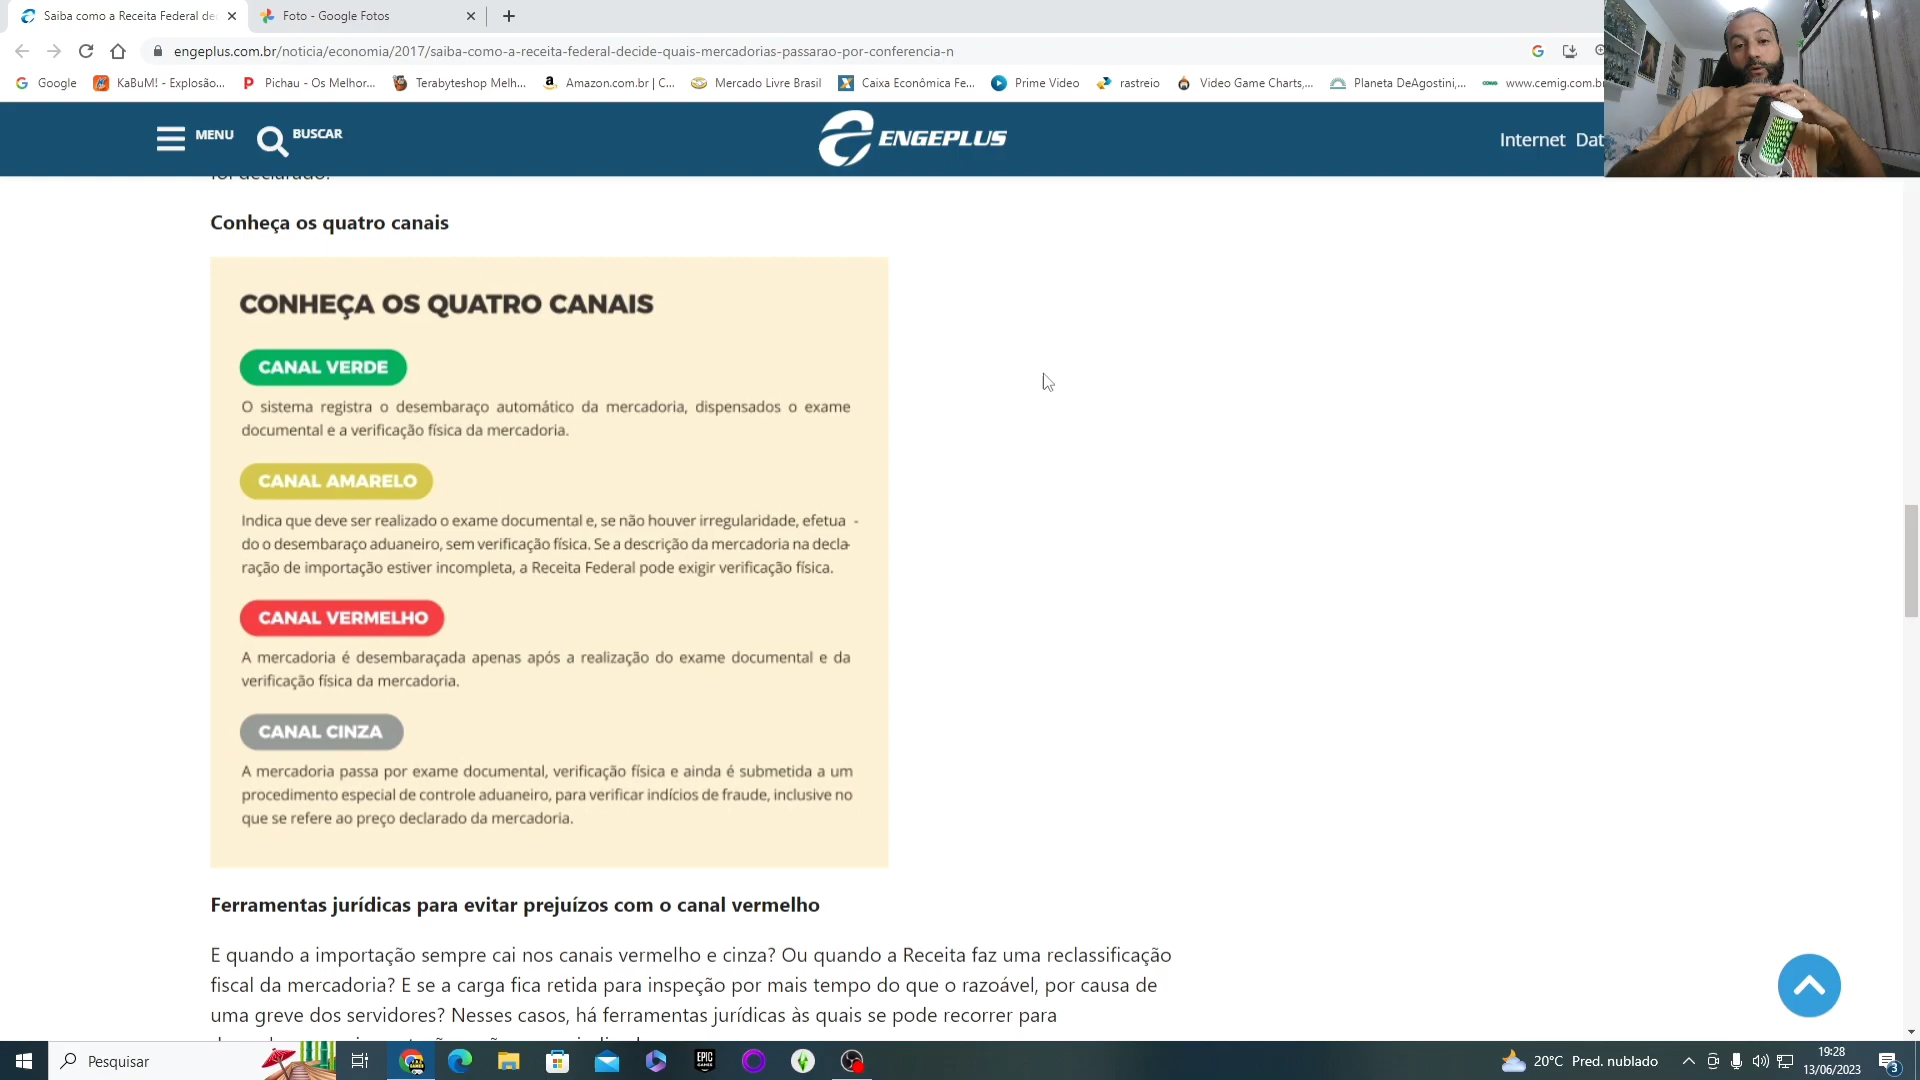 Saiba como a Receita Federal de
Foto - Google Fotos
engeplus.com.br/noticia/economia/2017/saiba-como-a-receita-federal-decide-quais-mercadorias-passarao-por-conferencia-n
Google
KaBuM! - Explosão...
Pichau - Os Melhor...
Terabyteshop Melh...
Amazon.com.br | C...
Mercado Livre Brasil
Caixa Econômica Fe...
Prime Video
rastreio
Video Game Charts,...
Planeta DeAgostini,...
www.cemig.com.br
MENU
BUSCAR
ENGEPLUS
Internet
foi declarado.
Conheça os quatro canais
CONHEÇA OS QUATRO CANAIS
CANAL VERDE
O sistema registra o desembaraço automático da mercadoria, dispensados o exame
documental e a verificação física da mercadoria.
CANAL AMARELO
Indica que deve ser realizado o exame documental e, se não houver irregularidade, efetua -
do o desembaraço aduaneiro, sem verificação física. Se a descrição da mercadoria na decla-
ração de importação estiver incompleta, a Receita Federal pode exigir verificação física.
CANAL VERMELHO
A mercadoria é desembaraçada apenas após a realização do exame documental e da
verificação física da mercadoria.
CANAL CINZA
A mercadoria passa por exame documental, verificação física e ainda é submetida a um
procedimento especial de controle aduaneiro, para verificar indícios de fraude, inclusive no
que se refere ao preço declarado da mercadoria.
Ferramentas jurídicas para evitar prejuízos com o canal vermelho
E quando a importação sempre cai nos canais vermelho e cinza? Ou quando a Receita faz uma reclassificação
fiscal da mercadoria? E se a carga fica retida para inspeção por mais tempo do que o razoável, por causa de
uma greve dos servidores? Nesses casos, há ferramentas jurídicas às quais se pode recorrer para
Pesquisar
EPIC
GAMES
20°C Pred. nublado
19:28
13/06/2023
3